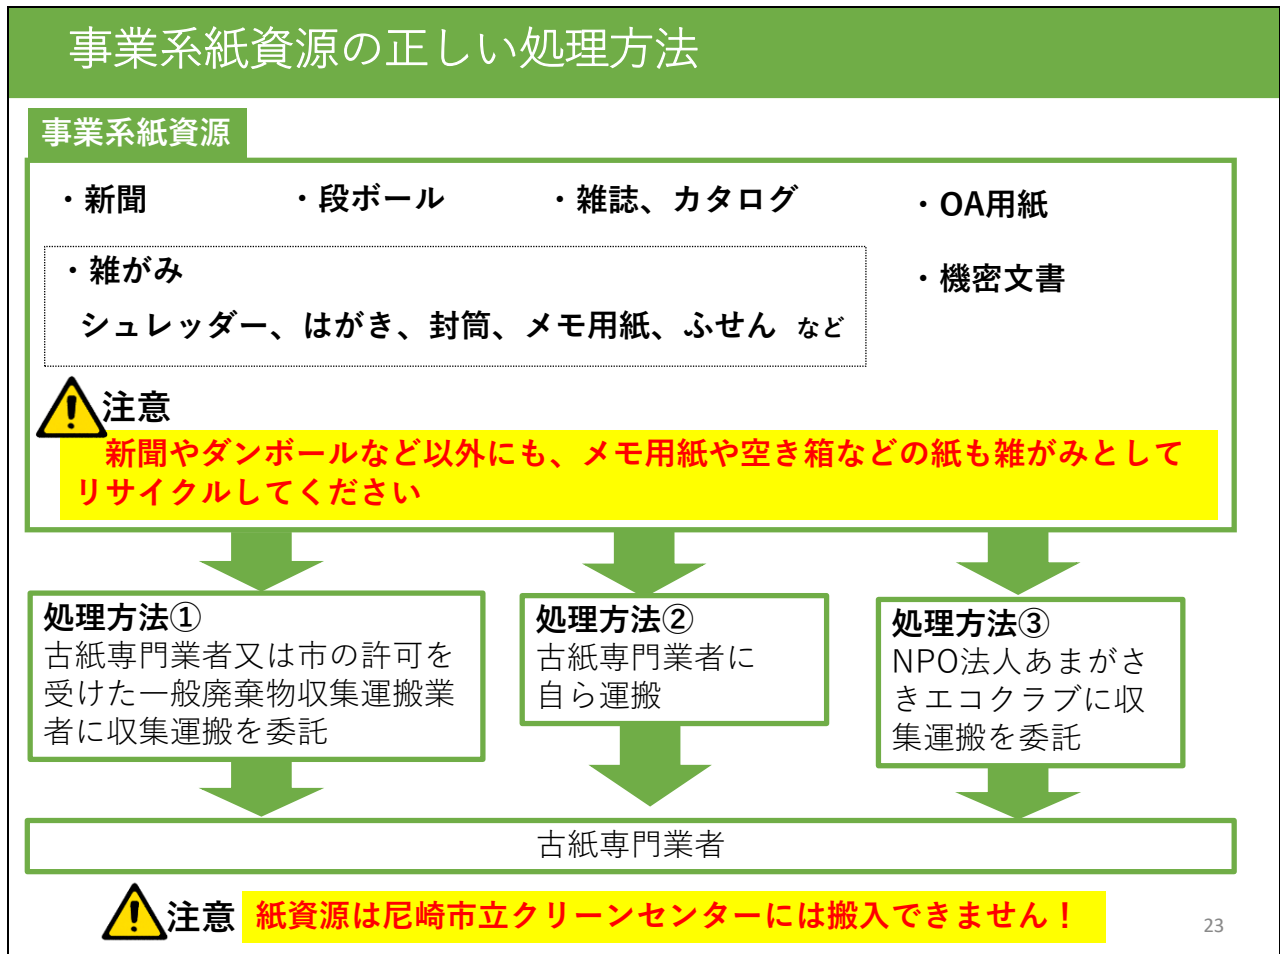 事業系紙資源の正しい処理方法
事業系紙資源
・新聞
・段ボール
・雑誌、カタログ
・OA用紙
・雑がみ
シュレッダー、はがき、封筒、メモ用紙、ふせん など
・機密文書
注意
新聞やダンボールなど以外にも、メモ用紙や空き箱などの紙も雑がみとして
リサイクルしてください
処理方法①
古紙専門業者又は市の許可を
受けた一般廃棄物収集運搬業
者に収集運搬を委託
処理方法②
古紙専門業者に
自ら運搬
処理方法③
NPO法人あまがさ
きエコクラブに収
集運搬を委託
古紙専門業者
注意 紙資源は尼崎市立クリーンセンターには搬入できません！
23